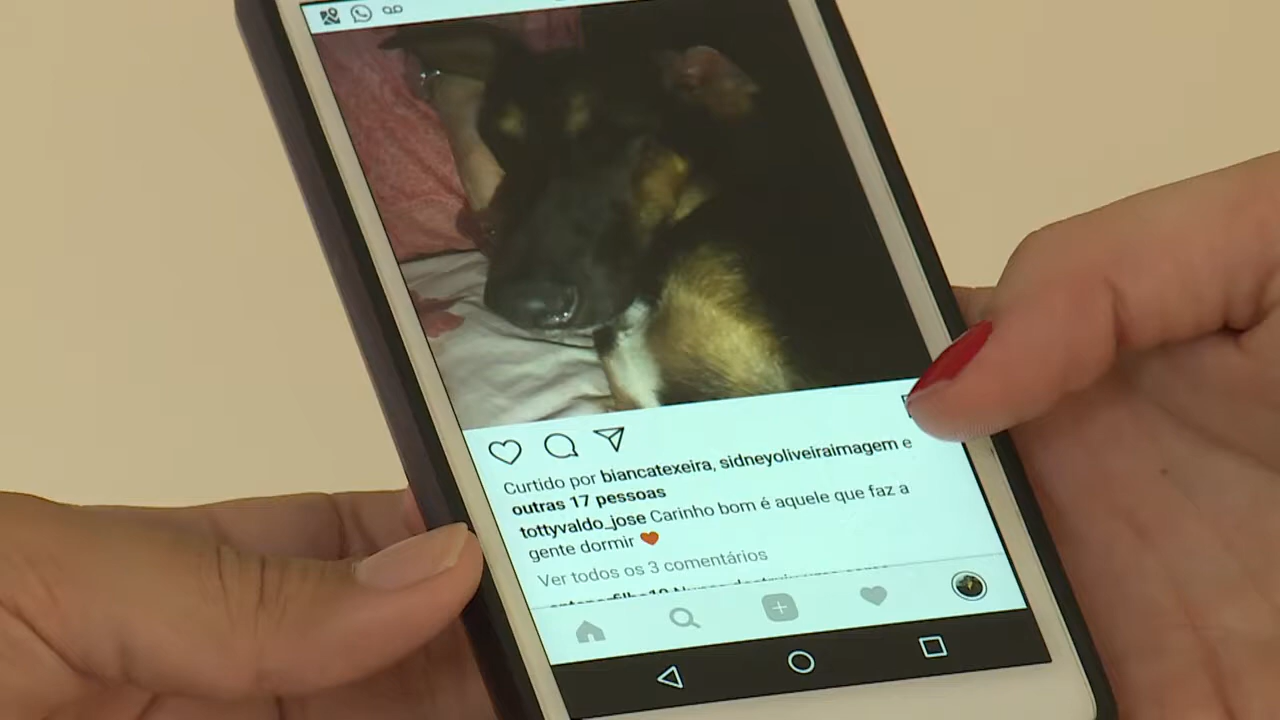 Curtido por biancatexeira, sidneyoliveiraimagem e
outras 17 pessoas
tottyvaldo_jose Carinho bom é aquele que faz a
gente dormir ❤
Ver todos os 3 comentários